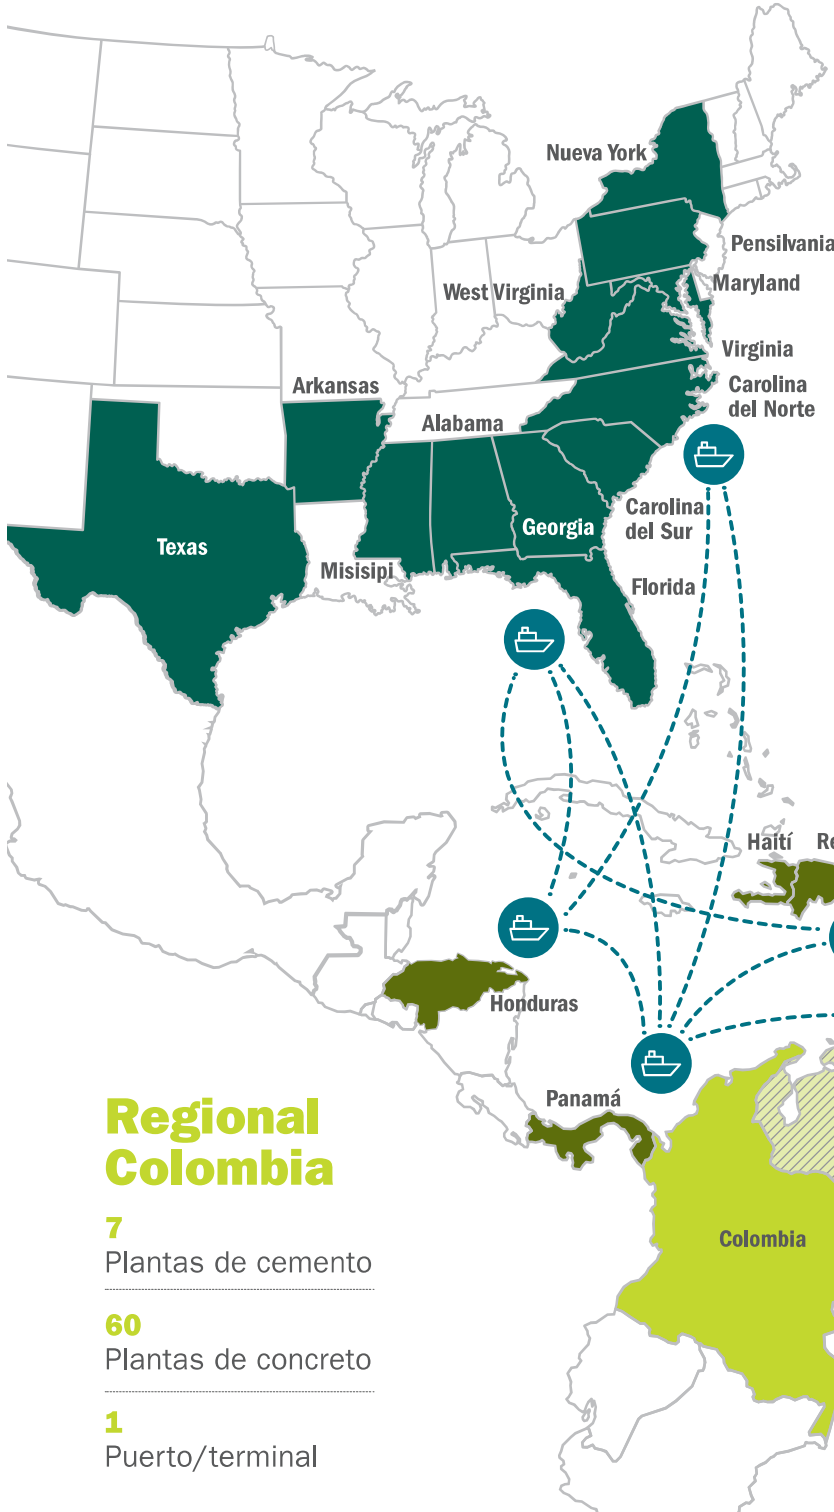 Nueva York
Pensilvania
Maryland
West Virginia
Virginia
Arkansas
Carolina
del Norte
Alabama
Carolina
del Sur
Georgia
Texas
Misisipi
Florida
Haití
Re
Honduras
Panamá
Colombia
Regional
Colombia
7
Plantas de cemento
60
Plantas de concreto
1
Puerto/terminal